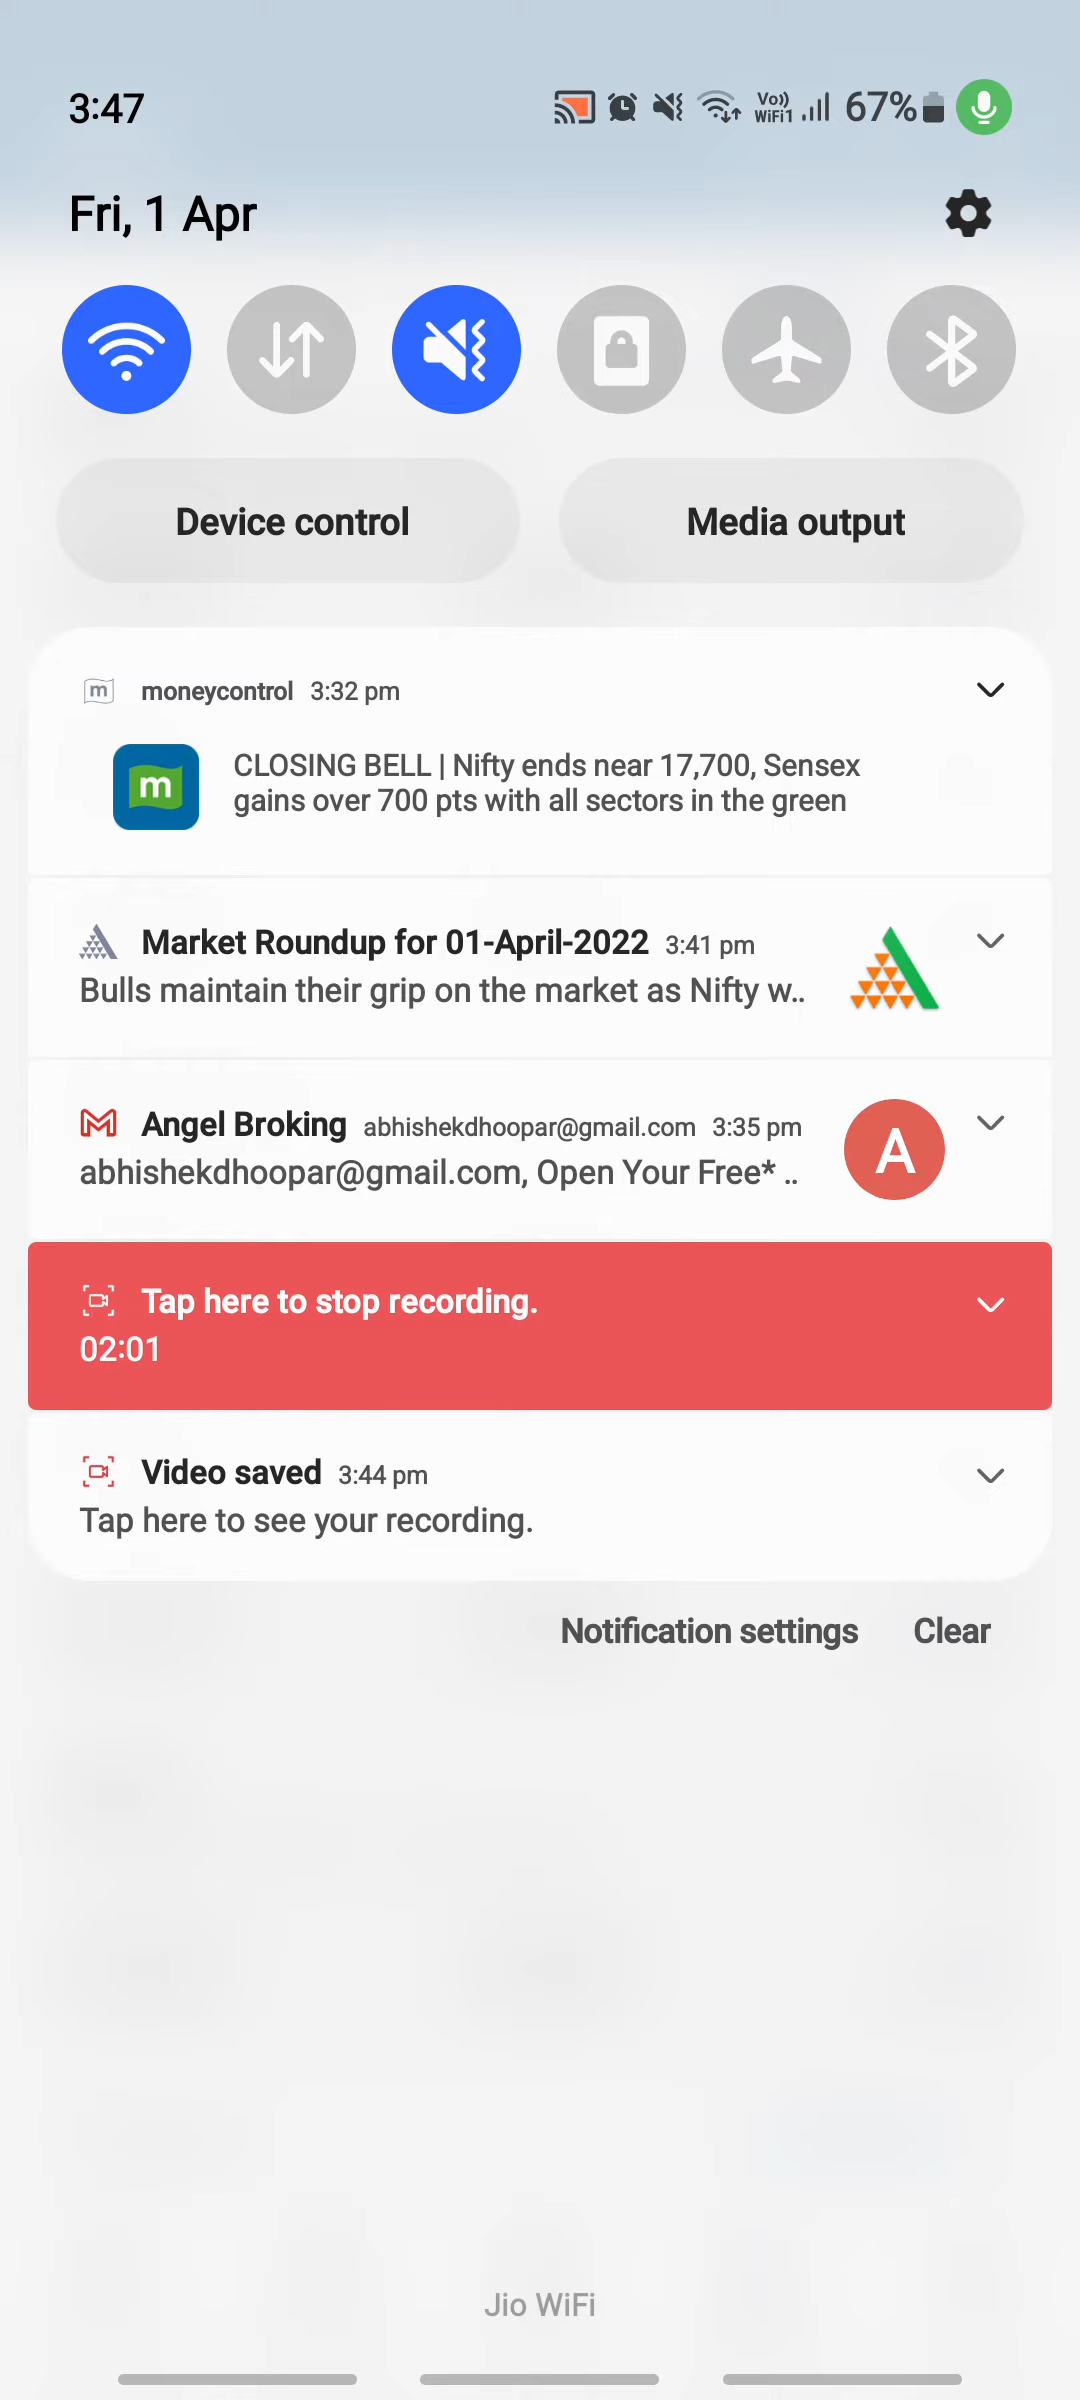 3:47
Vo)) WiFi1
67%
Fri, 1 Apr
Device control
Media output
m moneycontrol 3:32 pm
m
CLOSING BELL | Nifty ends near 17,700, Sensex
gains over 700 pts with all sectors in the green
Market Roundup for 01-April-2022 3:41 pm
Bulls maintain their grip on the market as Nifty w..
Angel Broking abhishekdhoopar@gmail.com 3:35 pm
abhishekdhoopar@gmail.com, Open Your Free* ..
A
Tap here to stop recording.
02:01
Video saved 3:44 pm
Tap here to see your recording.
Notification settings
Clear
Jio WiFi